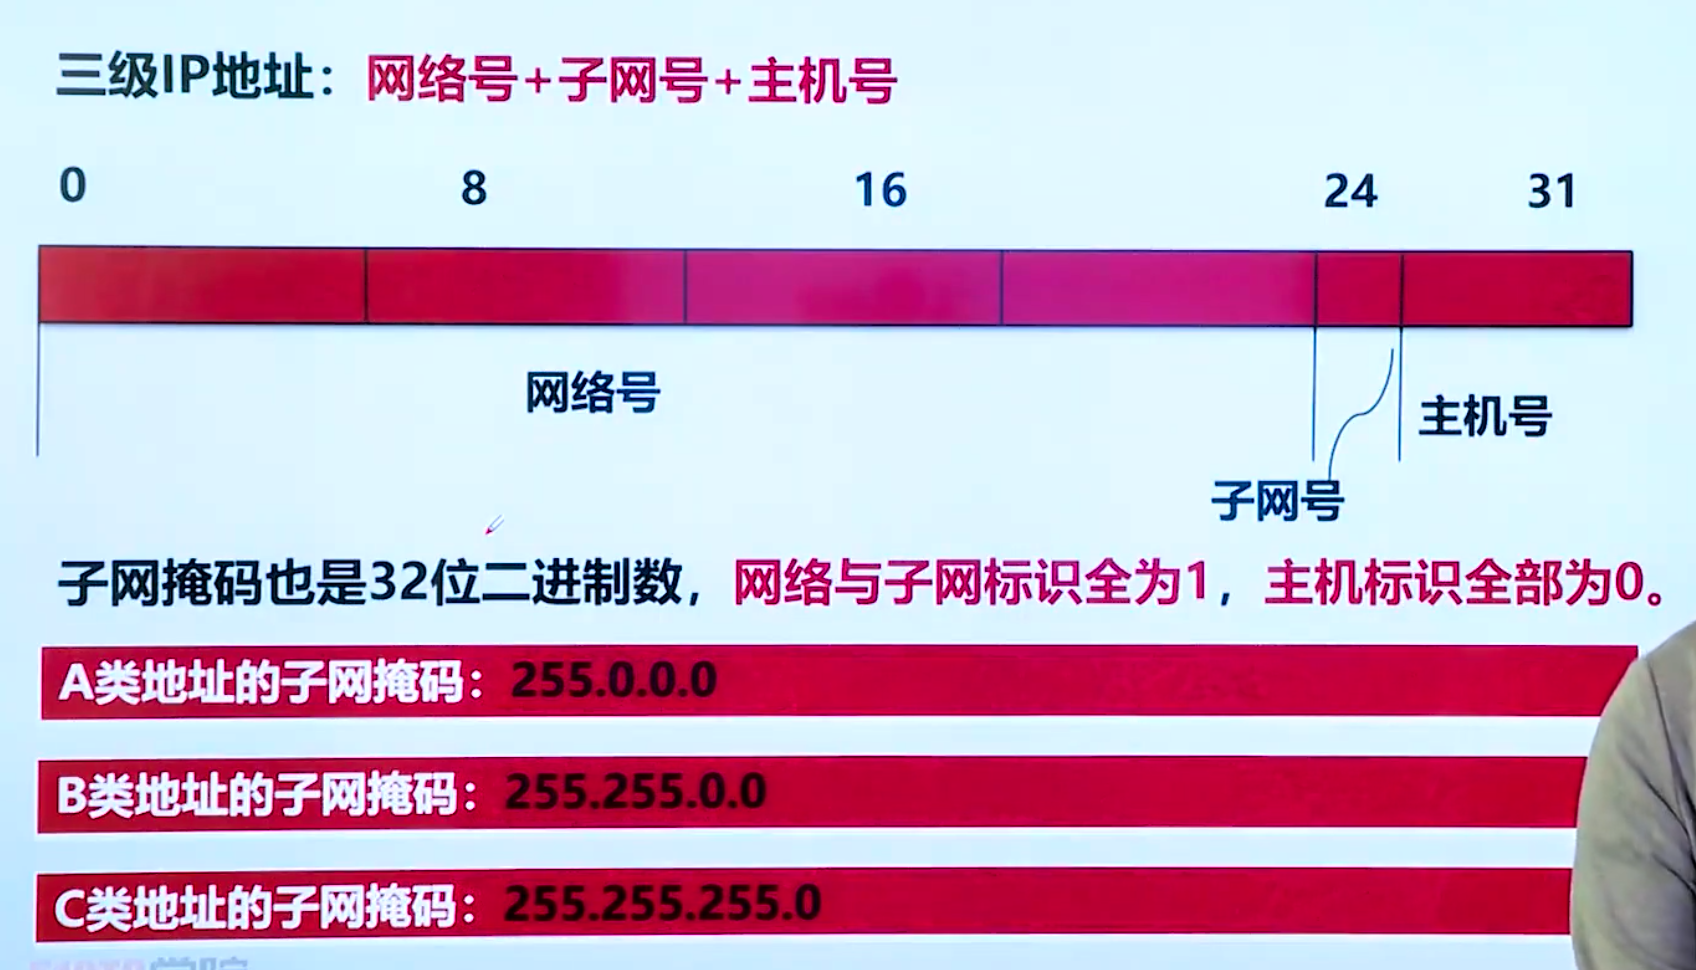 三级IP地址：网络号+子网号+主机号
0 8 16 24 31
网络号
主机号
子网号
子网掩码也是32位二进制数，网络与子网标识全为1，主机标识全部为0。
A类地址的子网掩码：255.0.0.0
B类地址的子网掩码：255.255.0.0
C类地址的子网掩码：255.255.255.0